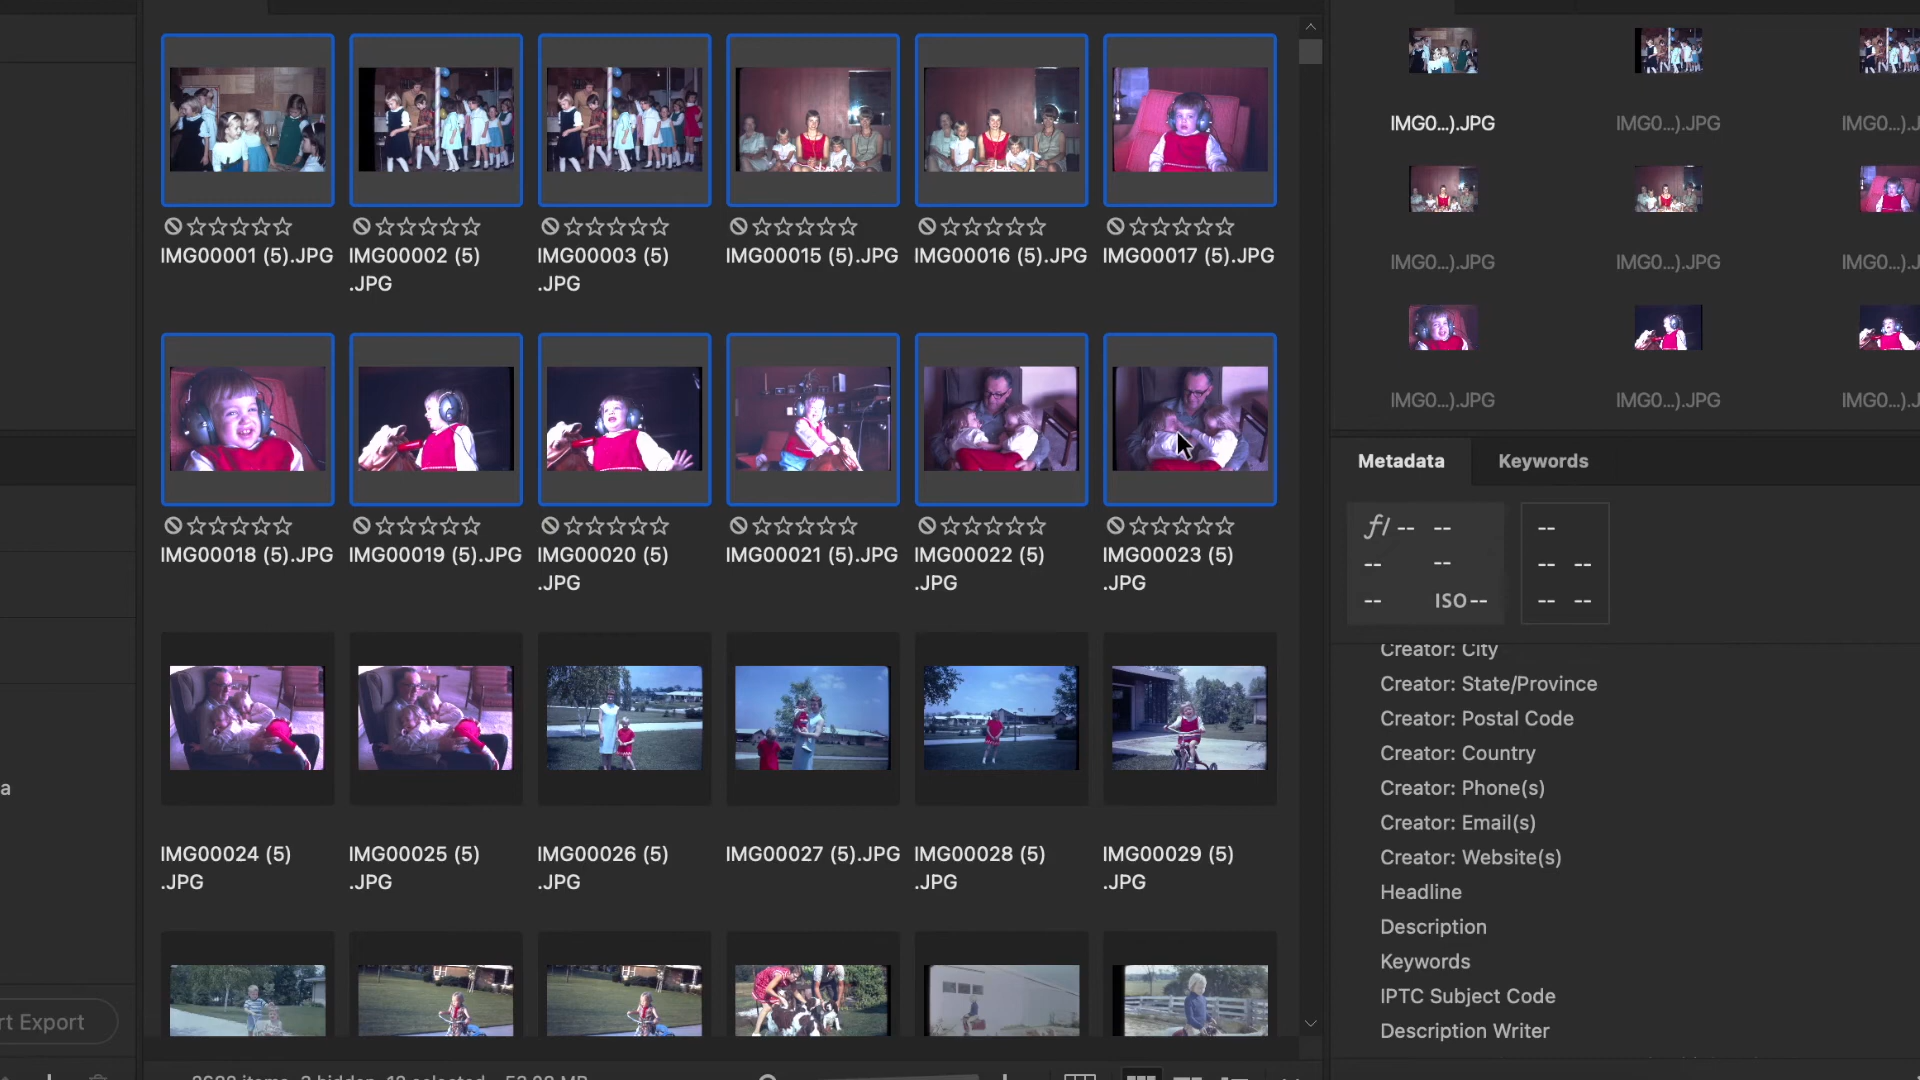 IMG00001 (5).JPG
IMG00002 (5)
.JPG
IMG00003 (5)
.JPG
IMG00015 (5).JPG
IMG00016 (5).JPG
IMG00017 (5).JPG
IMG00018 (5).JPG
IMG00019 (5).JPG
IMG00020 (5)
.JPG
IMG00021 (5).JPG
IMG00022 (5)
.JPG
IMG00023 (5)
.JPG
IMG00024 (5)
.JPG
IMG00025 (5)
.JPG
IMG00026 (5)
.JPG
IMG00027 (5).JPG
IMG00028 (5)
.JPG
IMG00029 (5)
.JPG
a
rt Export
IMG0...).JPG
IMG0...).JPG
IMG0...).J
IMG0...).JPG
IMG0...).JPG
IMG0...).J
IMG0...).JPG
IMG0...).JPG
IMG0...).J
Metadata
Keywords
f/ -- --
-- --
-- ISO --
--
-- --
-- --
Creator: City
Creator: State/Province
Creator: Postal Code
Creator: Country
Creator: Phone(s)
Creator: Email(s)
Creator: Website(s)
Headline
Description
Keywords
IPTC Subject Code
Description Writer